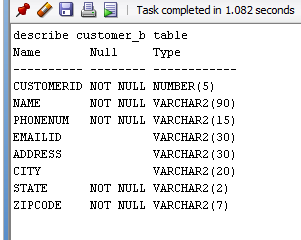 Task completed in 1.082 seconds
describe customer_b table
Name Null Type
---------- -------- ------------
CUSTOMERID NOT NULL NUMBER(5)
NAME NOT NULL VARCHAR2(90)
PHONENUM NOT NULL VARCHAR2(15)
EMAILID VARCHAR2(30)
ADDRESS VARCHAR2(30)
CITY VARCHAR2(20)
STATE NOT NULL VARCHAR2(2)
ZIPCODE NOT NULL VARCHAR2(7)